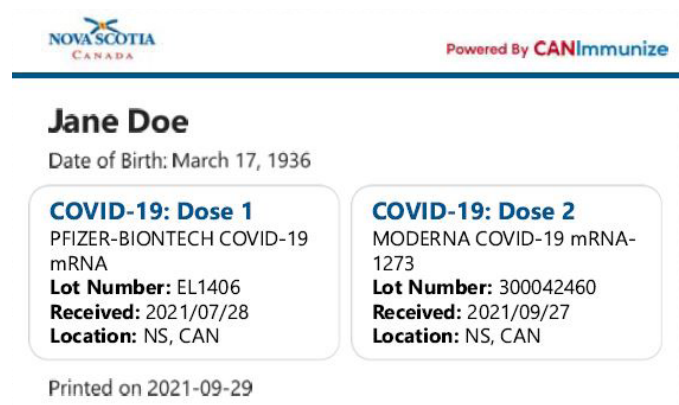 NOVA SCOTIA
CANADA
Powered By CANImmunize
Jane Doe
Date of Birth: March 17, 1936
COVID-19: Dose 1
PFIZER-BIONTECH COVID-19
mRNA
Lot Number: EL1406
Received: 2021/07/28
Location: NS, CAN
COVID-19: Dose 2
MODERNA COVID-19 mRNA-
1273
Lot Number: 300042460
Received: 2021/09/27
Location: NS, CAN
Printed on 2021-09-29